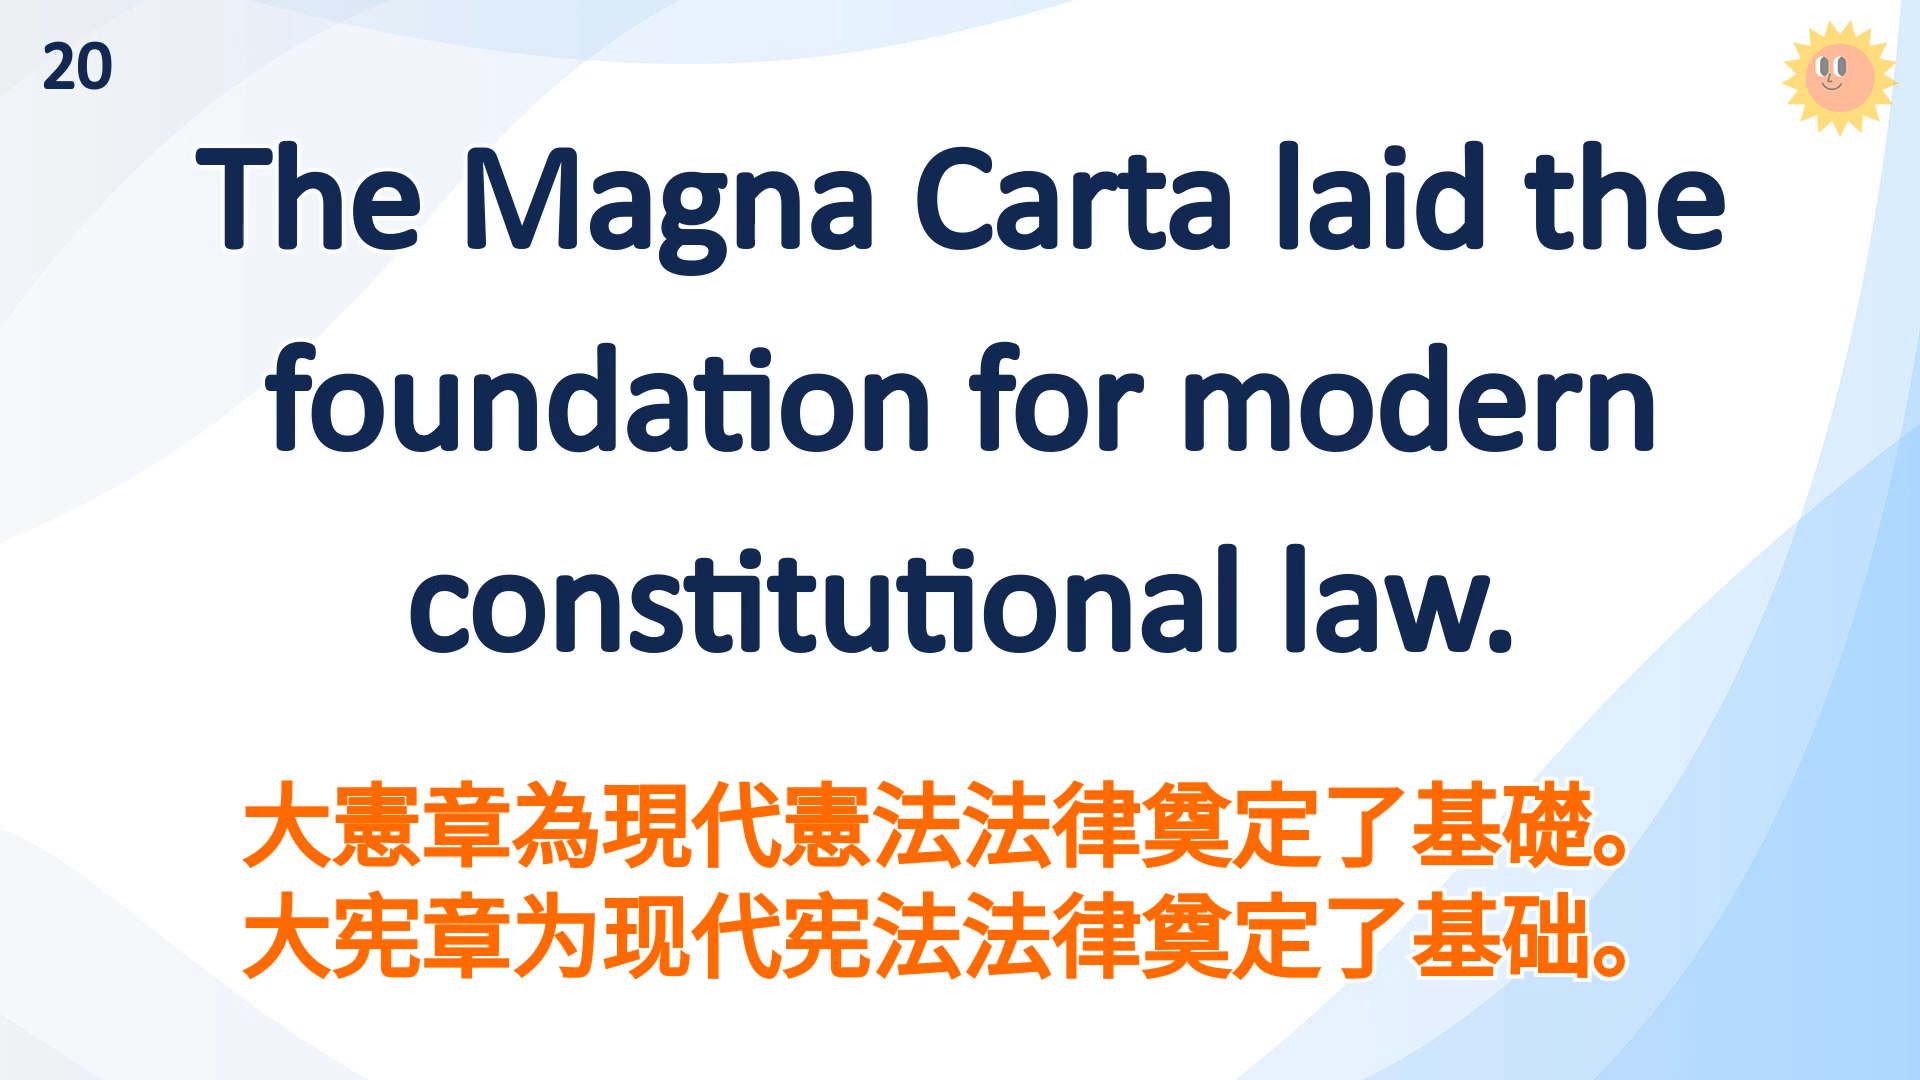 20
The Magna Carta laid the
foundation for modern
constitutional law.
大憲章為現代憲法法律奠定了基礎。
大宪章为现代宪法法律奠定了基础。